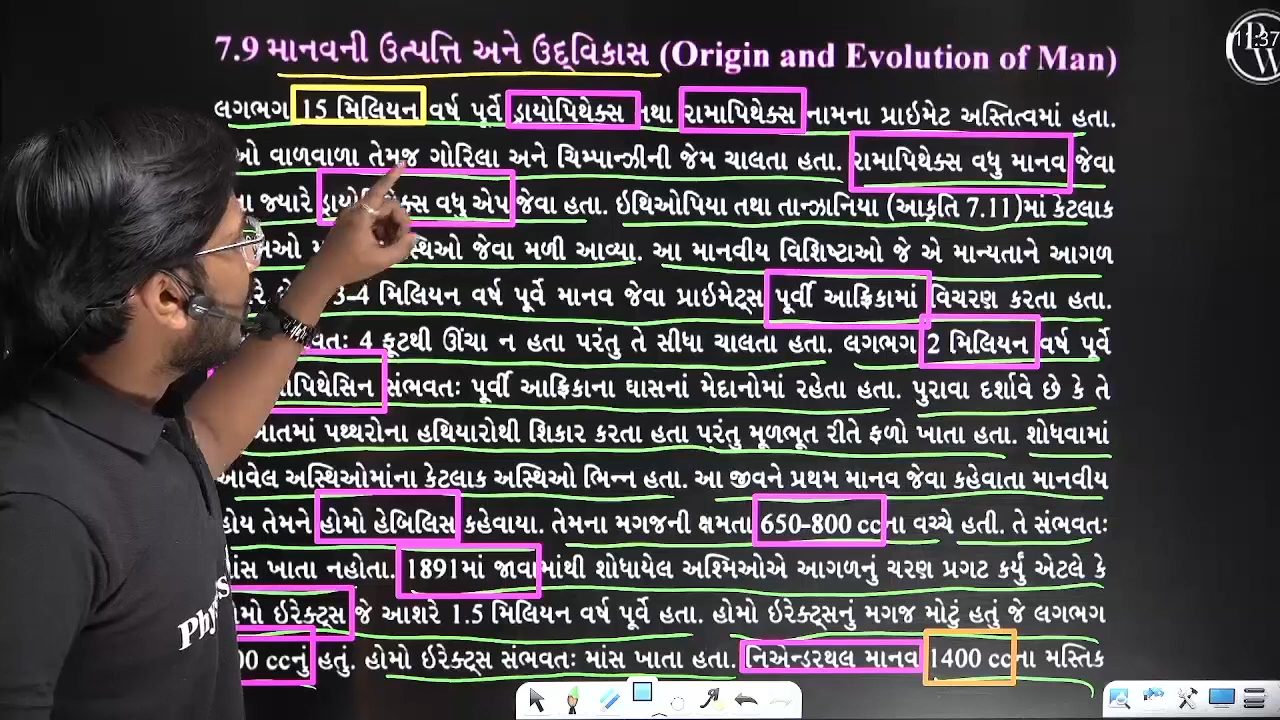 7.9 માનવની ઉત્પત્તિ અને ઉદ્‌વિકાસ (Origin and Evolution of Man)
લગભગ 15 મિલિયન વર્ષ પૂર્વે ડ્રાયોપિથેક્સ તથા રામાપિથેક્સ નામના પ્રાઇમેટ અસ્તિત્વમાં હતા.
વાળવાળા તેમજ ગોરિલા અને ચિમ્પાન્ઝીની જેમ ચાલતા હતા. રામાપિથેક્સ વધુ માનવ જેવા
જ્યારે વધુ એપ જેવા હતા. ઇથિઓપિયા તથા તાન્ઝાનિયા (આકૃતિ 7.11)માં કેટલાક
જેવા મળી આવ્યા. આ માનવીય વિશિષ્ટાઓ જે એ માન્યતાને આગળ
3-4 મિલિયન વર્ષ પૂર્વે માનવ જેવા પ્રાઇમેટ્સ પૂર્વી આફ્રિકામાં વિચરણ કરતા હતા.
4 ફૂટથી ઊંચા ન હતા પરંતુ તે સીધા ચાલતા હતા. લગભગ 2 મિલિયન વર્ષ પૂર્વે
સંભવતઃ પૂર્વી આફ્રિકાના ઘાસનાં મેદાનોમાં રહેતા હતા. પુરાવા દર્શાવે છે કે તે
પથ્થરોના હથિયારોથી શિકાર કરતા હતા પરંતુ મૂળભૂત રીતે ફળો ખાતા હતા. શોધવામાં
આવેલ અસ્થિઓમાંના કેટલાક અસ્થિઓ ભિન્ન હતા. આ જીવને પ્રથમ માનવ જેવા કહેવાતા માનવીય
હોય તેમને હોમો હેબિલિસ કહેવાયા. તેમના મગજની ક્ષમતા 650-800 ccના વચ્ચે હતી. તે સંભવતઃ
માંસ ખાતા નહોતા. 1891માં જાવામાંથી શોધાયેલ અશ્મિઓએ આગળનું ચરણ પ્રગટ કર્યું એટલે કે
ઇરેક્ટ્સ જે આશરે 1.5 મિલિયન વર્ષ પૂર્વે હતા. હોમો ઇરેક્ટ્સનું મગજ મોટું હતું જે લગભગ
ccનું હતું. હોમો ઇરેક્ટ્સ સંભવતઃ માંસ ખાતા હતા. નિએન્ડરથલ માનવ 1400 ccના મસ્તિક